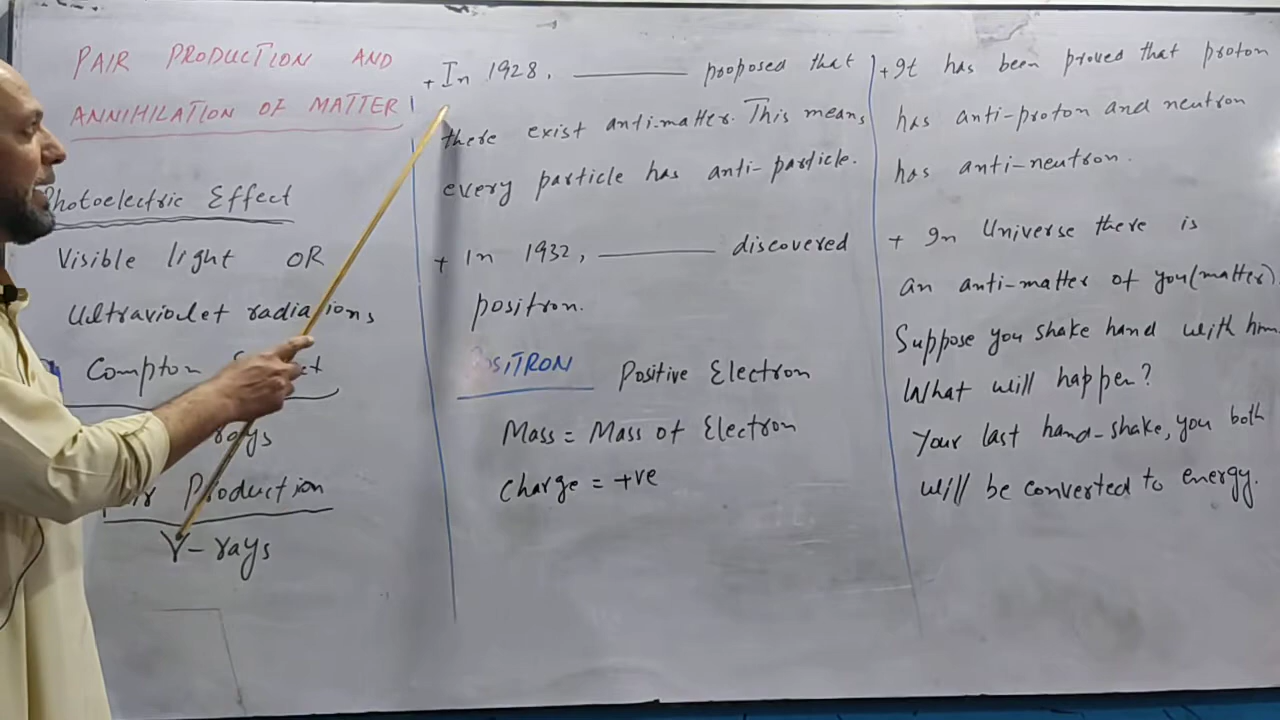 PAIR PRODUCTION AND
ANNIHILATION OF MATTER
Photoelectric Effect
Visible light OR
Ultraviolet radiations
Compton
rays
Production
γ-rays
+ In 1928, ________ proposed that
there exist anti-matter. This means
every particle has anti-particle.
+ In 1932, ________ discovered
positron.
POSITRON Positive Electron
Mass = Mass of Electron
Charge = +ve
+ It has been proved that proton
has anti-proton and neutron
has anti-neutron.
+ In Universe there is
an anti-matter of you(matter).
Suppose you shake hand with him.
What will happen?
Your last hand-shake, you both
will be converted to energy.